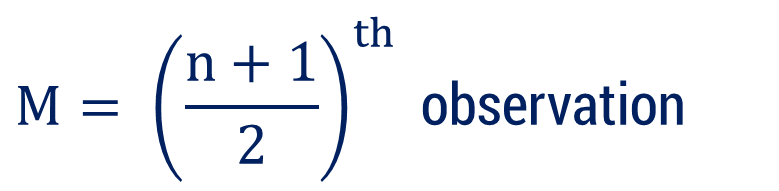 M = ((n + 1)/2)^th observation